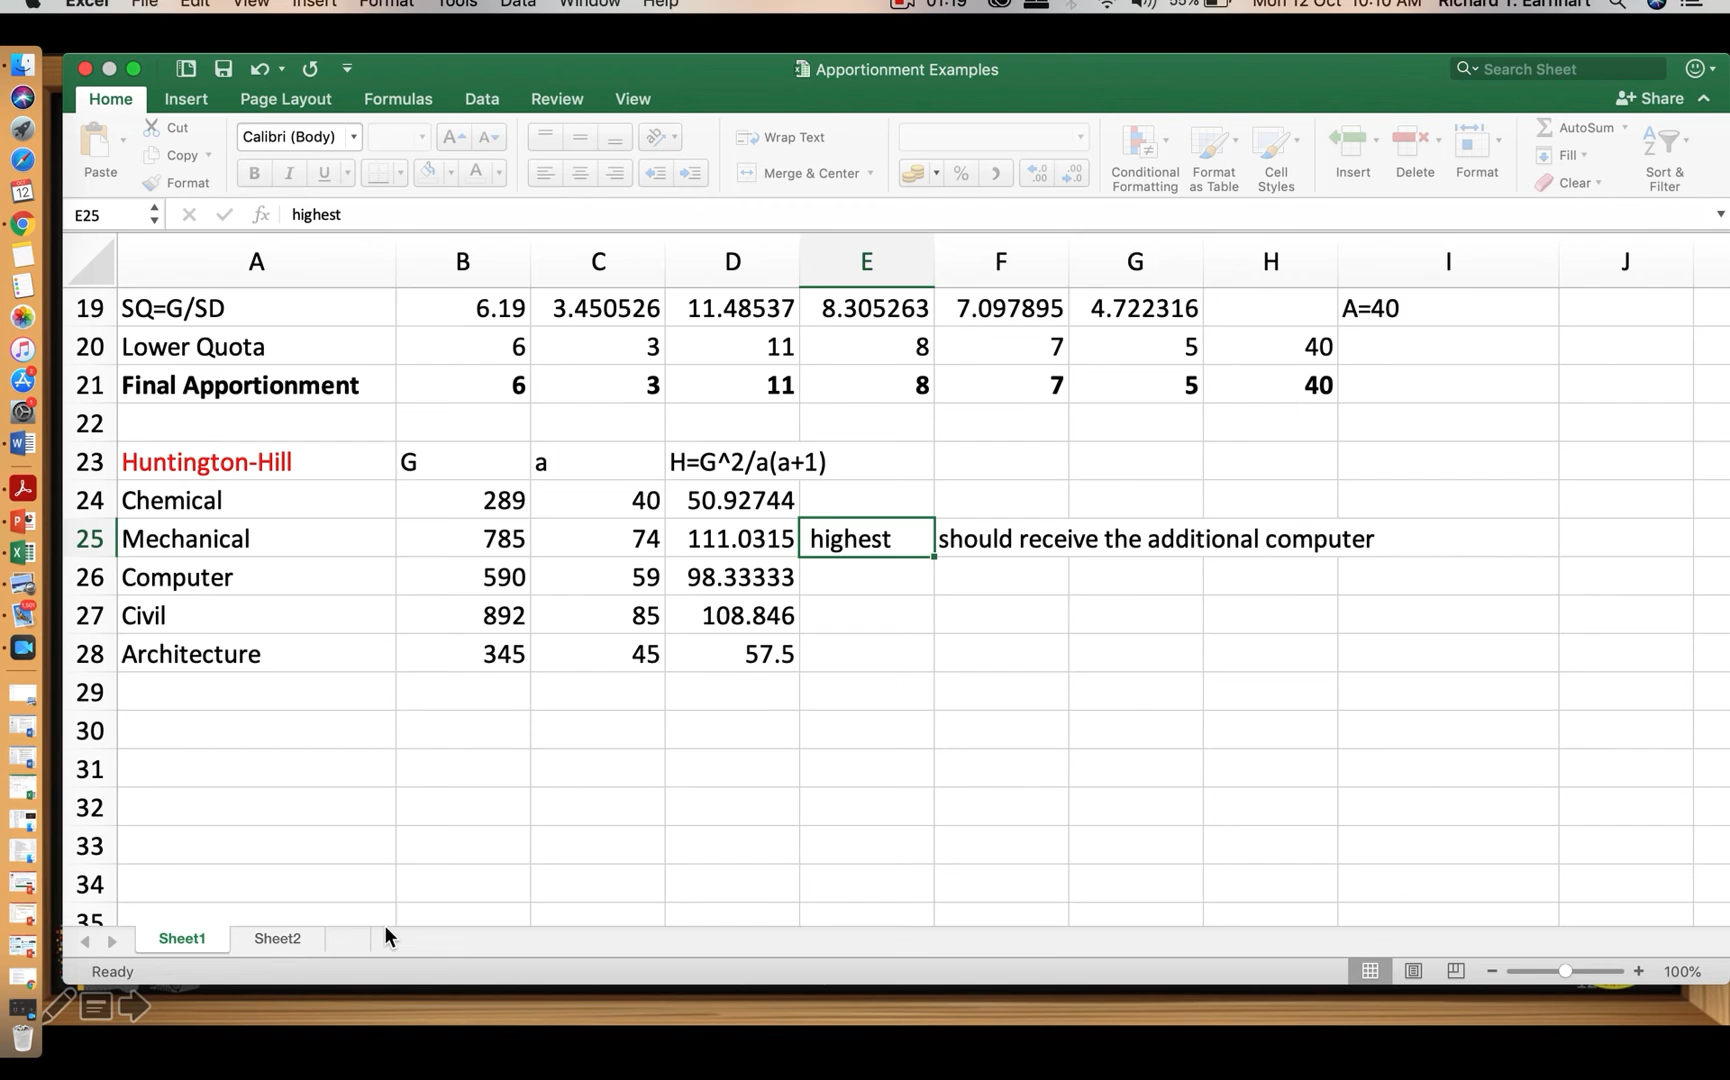 Excel File Edit View Insert Format Tools Data Window Help 01:19 55% Mon 12 Oct 10:10 AM Richard T. Earnhart
Apportionment Examples
Search Sheet
Home Insert Page Layout Formulas Data Review View
Share
Paste
Cut
Copy
Format
Calibri (Body)
A A
B I U A
Wrap Text
Merge & Center
%
Conditional Formatting
Format as Table
Cell Styles
Insert
Delete
Format
AutoSum
Fill
Clear
Sort & Filter
E25 fx highest
A B C D E F G H I J
19 SQ=G/SD 6.19 3.450526 11.48537 8.305263 7.097895 4.722316 A=40
20 Lower Quota 6 3 11 8 7 5 40
21 Final Apportionment 6 3 11 8 7 5 40
22
23 Huntington-Hill G a H=G^2/a(a+1)
24 Chemical 289 40 50.92744
25 Mechanical 785 74 111.0315 highest should receive the additional computer
26 Computer 590 59 98.33333
27 Civil 892 85 108.846
28 Architecture 345 45 57.5
29
30
31
32
33
34
35
Sheet1 Sheet2
Ready 100%